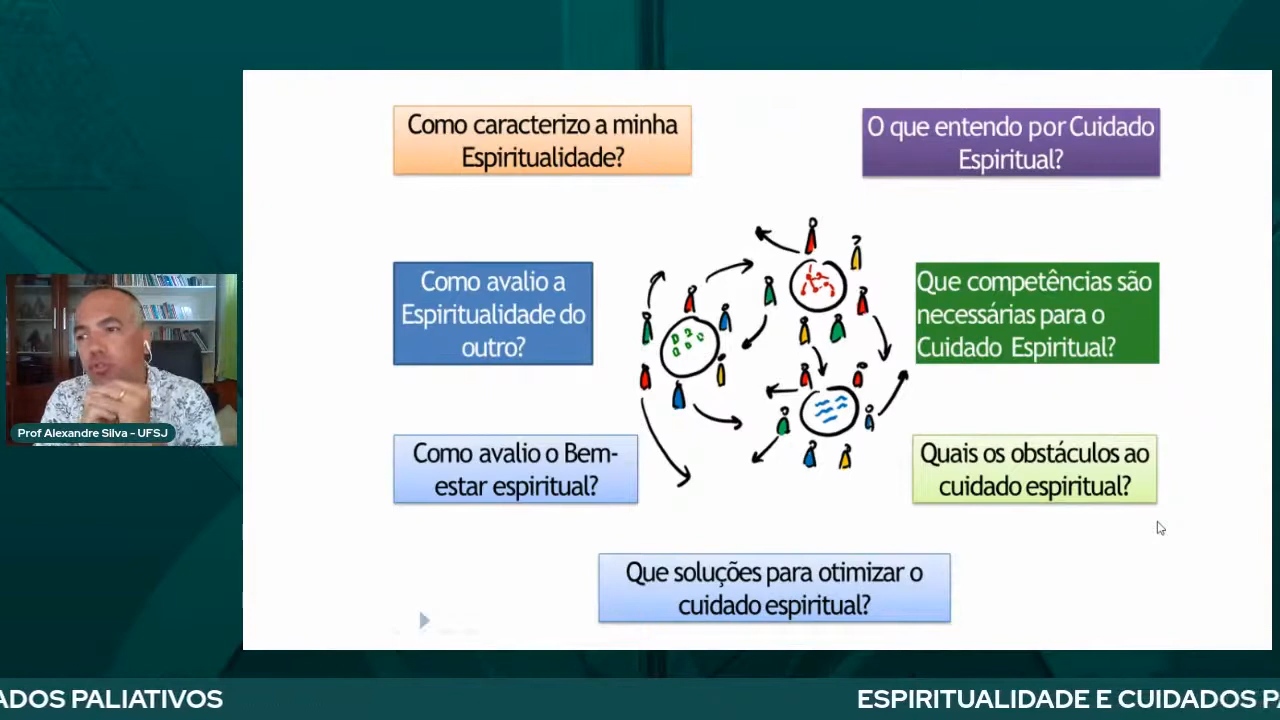 Como caracterizo a minha
Espiritualidade?
O que entendo por Cuidado
Espiritual?
Como avalio a
Espiritualidade do
outro?
Que competências são
necessárias para o
Cuidado Espiritual?
Como avalio o Bem-
estar espiritual?
Quais os obstáculos ao
cuidado espiritual?
Que soluções para otimizar o
cuidado espiritual?
Prof Alexandre Silva - UFSJ
ADOS PALIATIVOS
ESPIRITUALIDADE E CUIDADOS PA